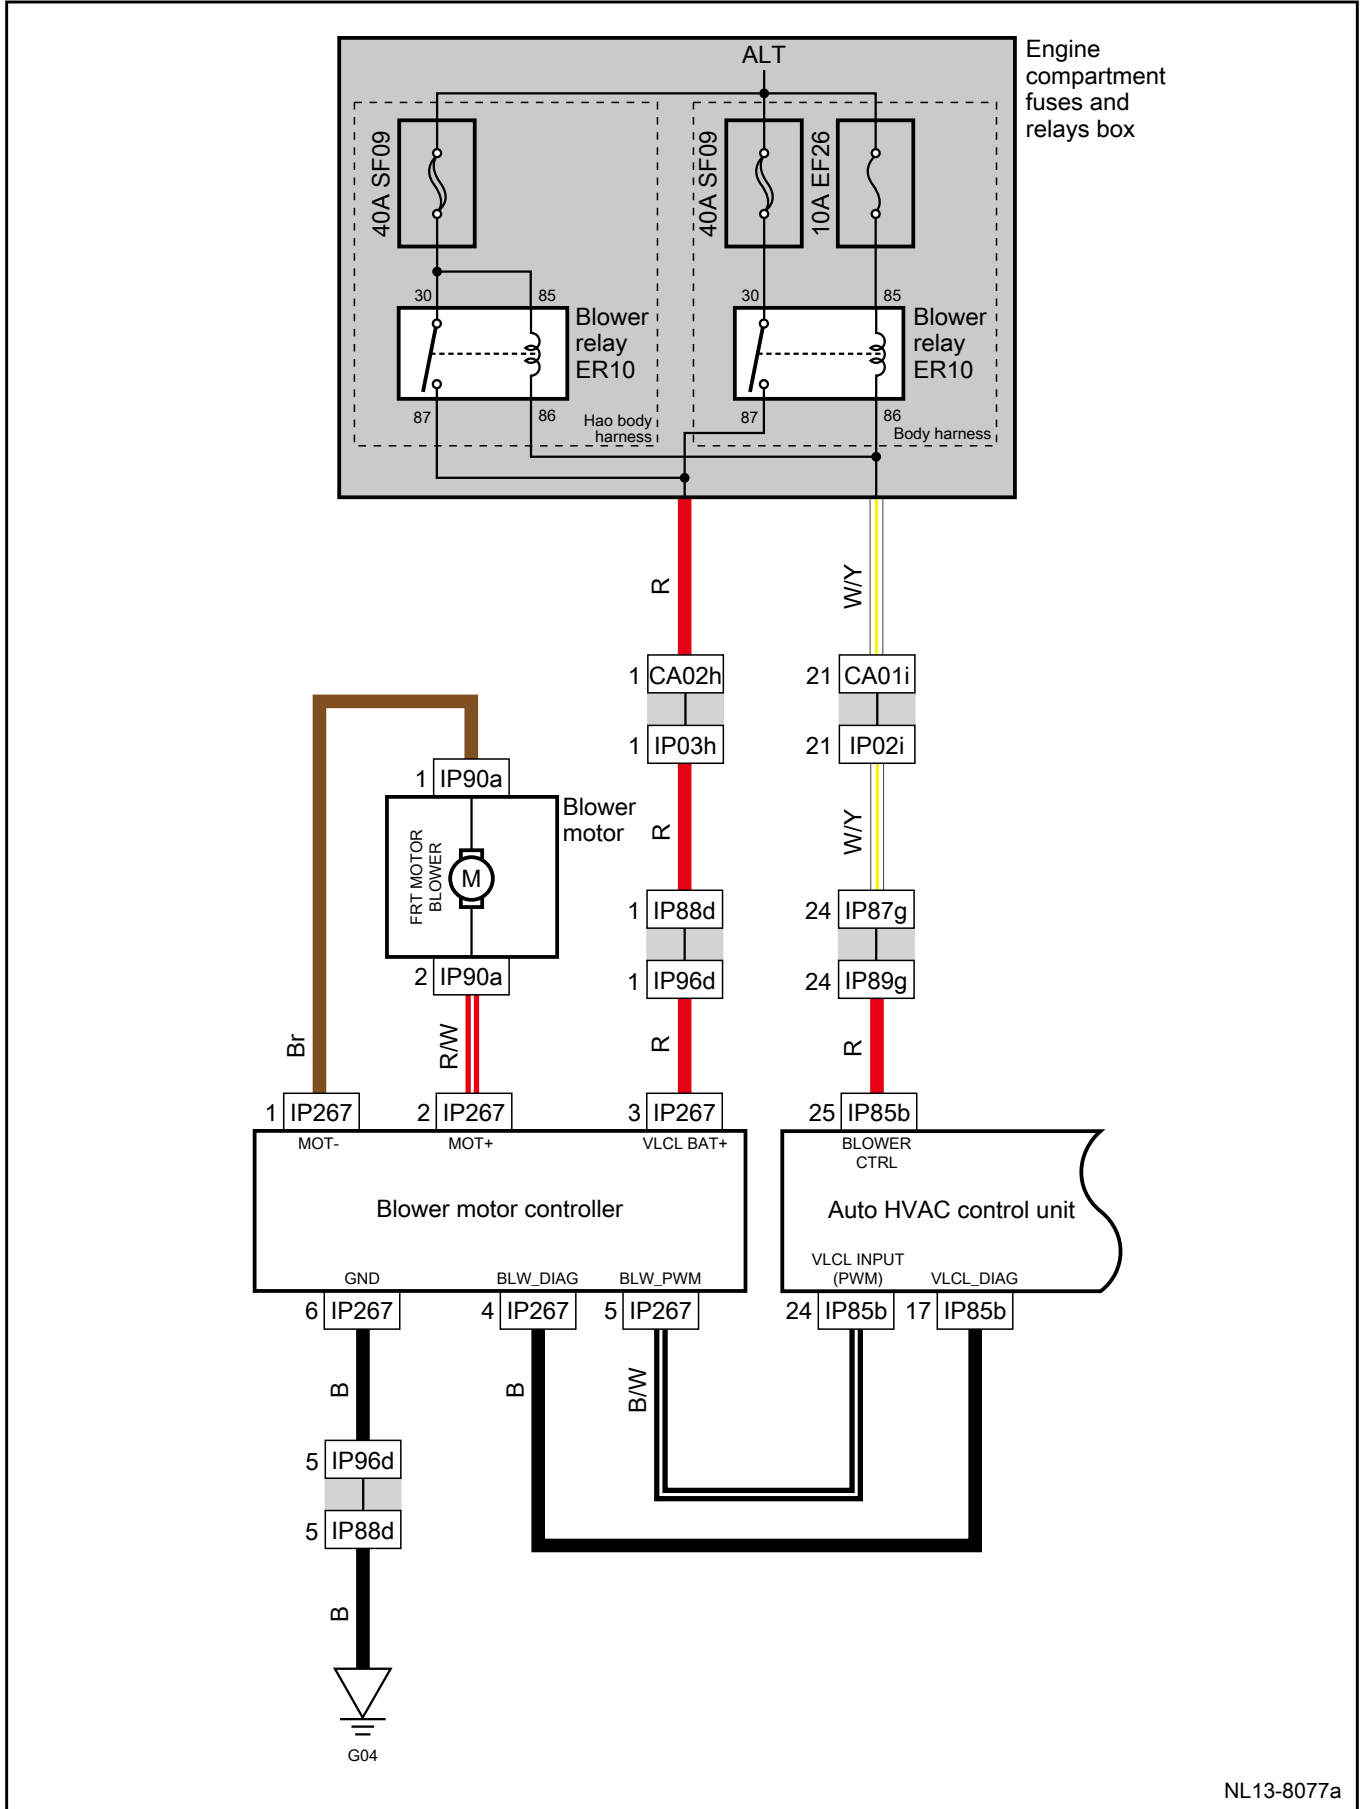 ALT
Engine
compartment
fuses and
relays box
40A SF09
40A SF09
10A EF26
30
85
30
85
Blower
relay
ER10
Blower
relay
ER10
87
86
Hao body
harness
87
86
Body harness
R
W/Y
1 CA02h
21 CA01i
1 IP03h
21 IP02i
1 IP90a
Blower
motor
FRT MOTOR
BLOWER
M
R
W/Y
1 IP88d
24 IP87g
2 IP90a
1 IP96d
24 IP89g
Br
R/W
R
R
1 IP267
2 IP267
3 IP267
25 IP85b
MOT-
MOT+
VLCL BAT+
BLOWER
CTRL
Blower motor controller
Auto HVAC control unit
GND
BLW_DIAG
BLW_PWM
VLCL INPUT
(PWM)
VLCL_DIAG
6 IP267
4 IP267
5 IP267
24 IP85b
17 IP85b
B
B
B/W
5 IP96d
5 IP88d
B
G04
NL13-8077a